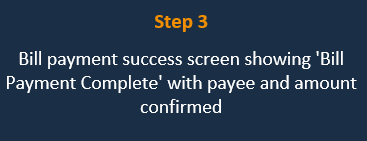 Step 3
Bill payment success screen showing 'Bill
Payment Complete' with payee and amount
confirmed